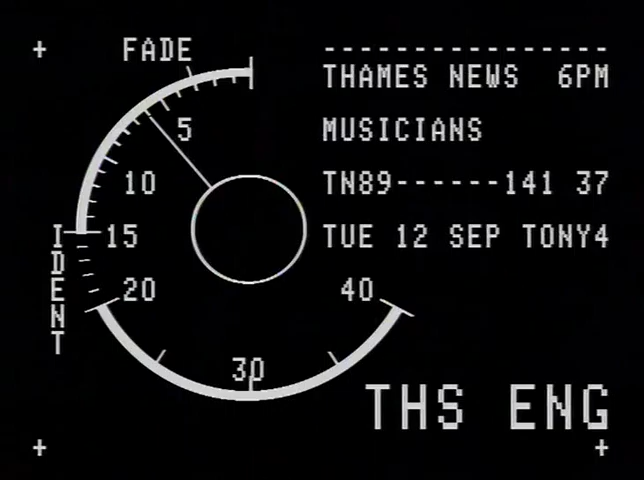 FADE
5
10
15
20
30
40
IDENT
----------------
THAMES NEWS  6PM
MUSICIANS
TN89------141 37
TUE 12 SEP TONY4
THS ENG